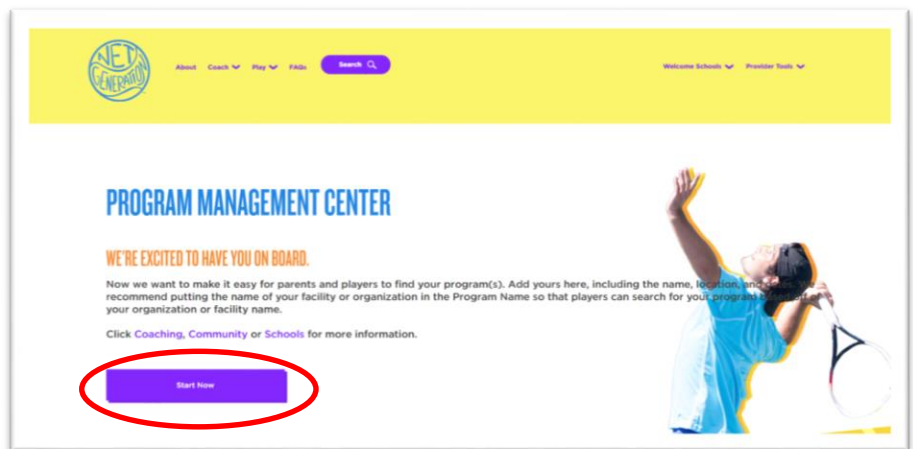 NET
GENERATION
About Coach Play FAQs Search Welcome Schools Provider Tools
PROGRAM MANAGEMENT CENTER
WE'RE EXCITED TO HAVE YOU ON BOARD.
Now we want to make it easy for parents and players to find your program(s). Add yours here, including the name, location, and
recommend putting the name of your facility or organization in the Program Name so that players can search for your program
your organization or facility name.
Click Coaching, Community or Schools for more information.
Start Now